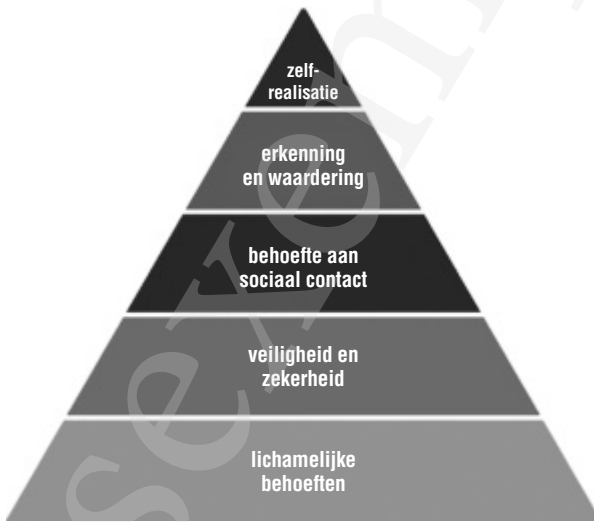 zelf-
realisatie
erkenning
en waardering
behoefte aan
sociaal contact
veiligheid en
zekerheid
lichamelijke
behoeften